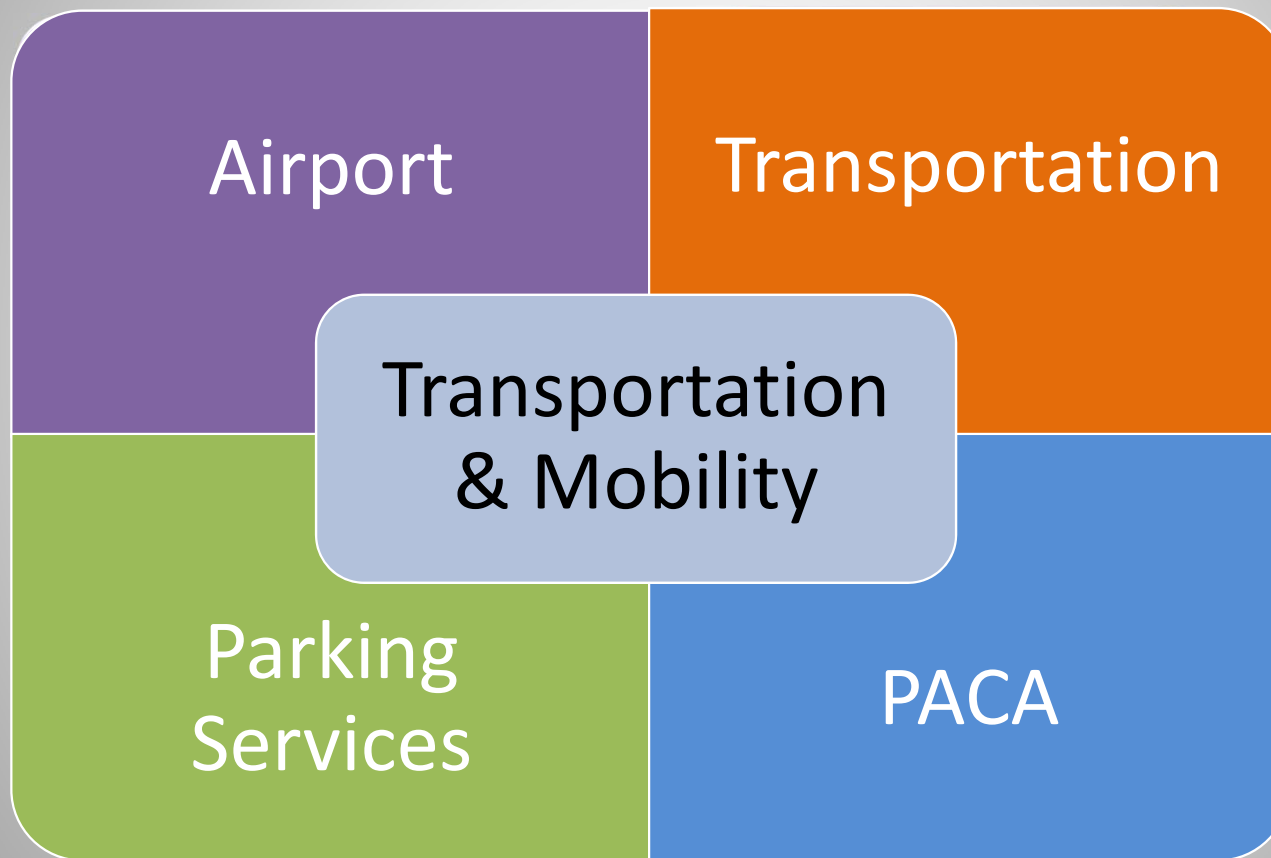 Airport
Transportation
Transportation
& Mobility
Parking
Services
PACA